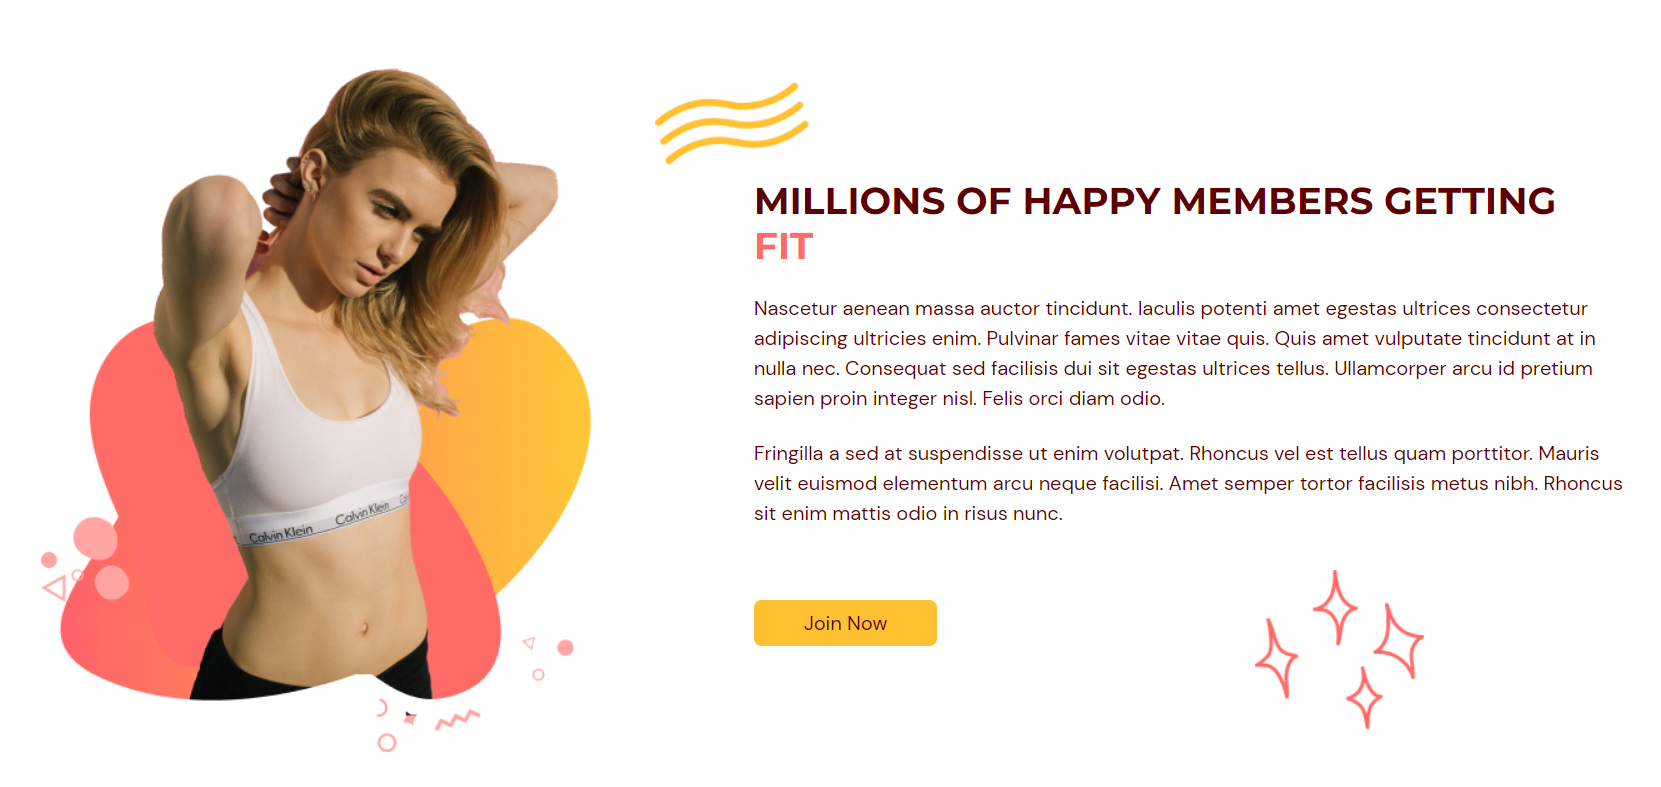 MILLIONS OF HAPPY MEMBERS GETTING
FIT
Nascetur aenean massa auctor tincidunt. Iaculis potenti amet egestas ultrices consectetur
adipiscing ultricies enim. Pulvinar fames vitae vitae quis. Quis amet vulputate tincidunt at in
nulla nec. Consequat sed facilisis dui sit egestas ultrices tellus. Ullamcorper arcu id pretium
sapien proin integer nisl. Felis orci diam odio.
Fringilla a sed at suspendisse ut enim volutpat. Rhoncus vel est tellus quam porttitor. Mauris
velit euismod elementum arcu neque facilisi. Amet semper tortor facilisis metus nibh. Rhoncus
sit enim mattis odio in risus nunc.
Join Now
Calvin Klein Calvin Klein